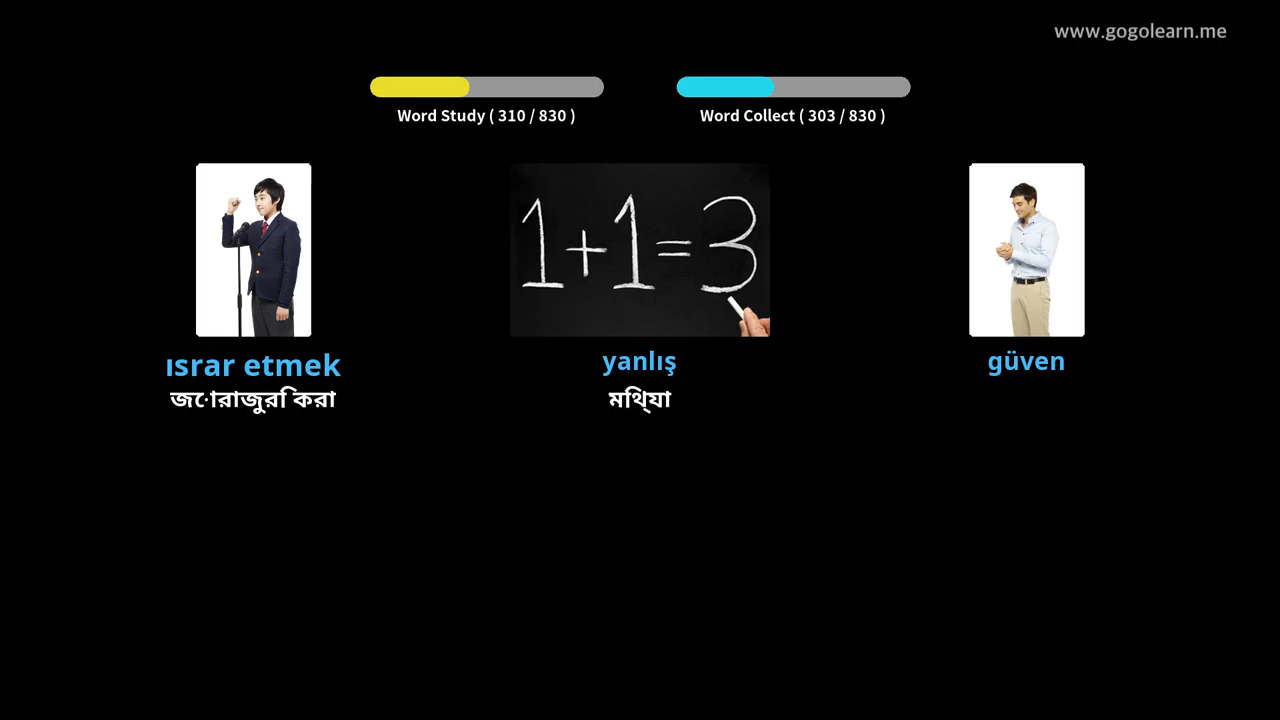 www.gogolearn.me
Word Study ( 310 / 830 )
Word Collect ( 303 / 830 )
1+1=3
ısrar etmek
yanlış
güven
জোরাজুরি করা
মিথ্যা